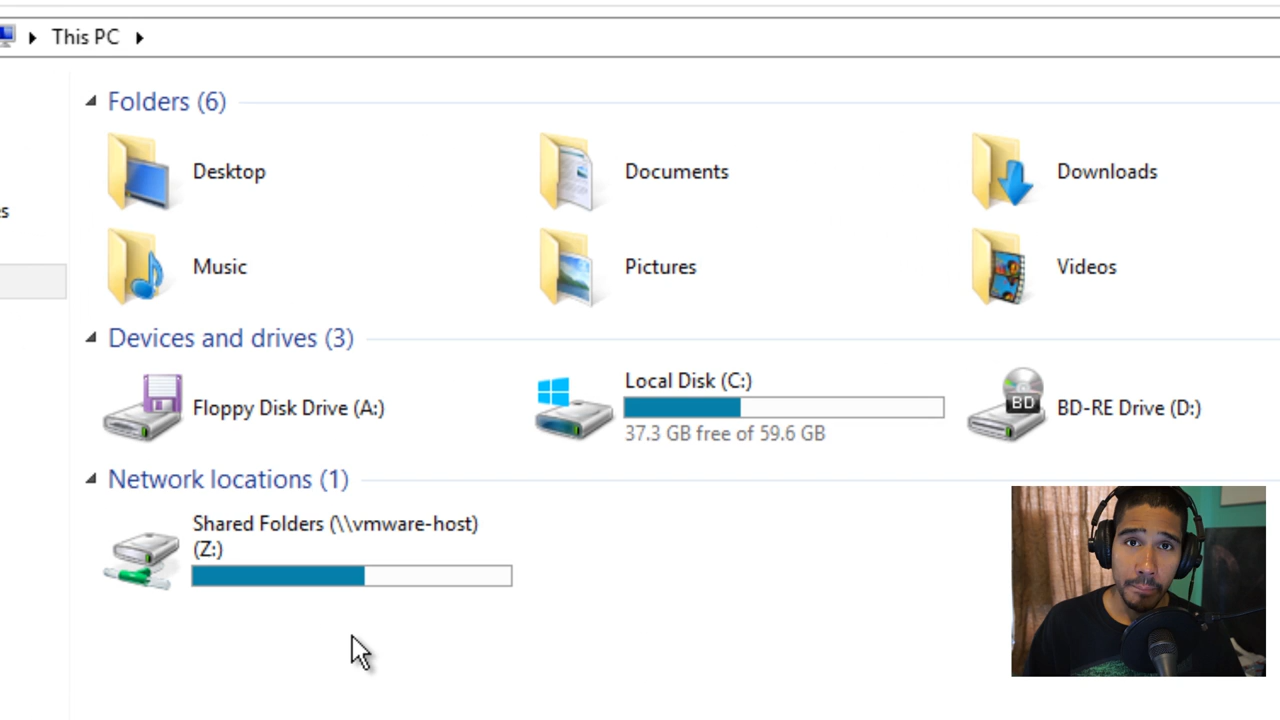 This PC
Folders (6)
Desktop
Documents
Downloads
Music
Pictures
Videos
Devices and drives (3)
Floppy Disk Drive (A:)
Local Disk (C:)
37.3 GB free of 59.6 GB
BD
BD-RE Drive (D:)
Network locations (1)
Shared Folders (\\vmware-host)
(Z:)